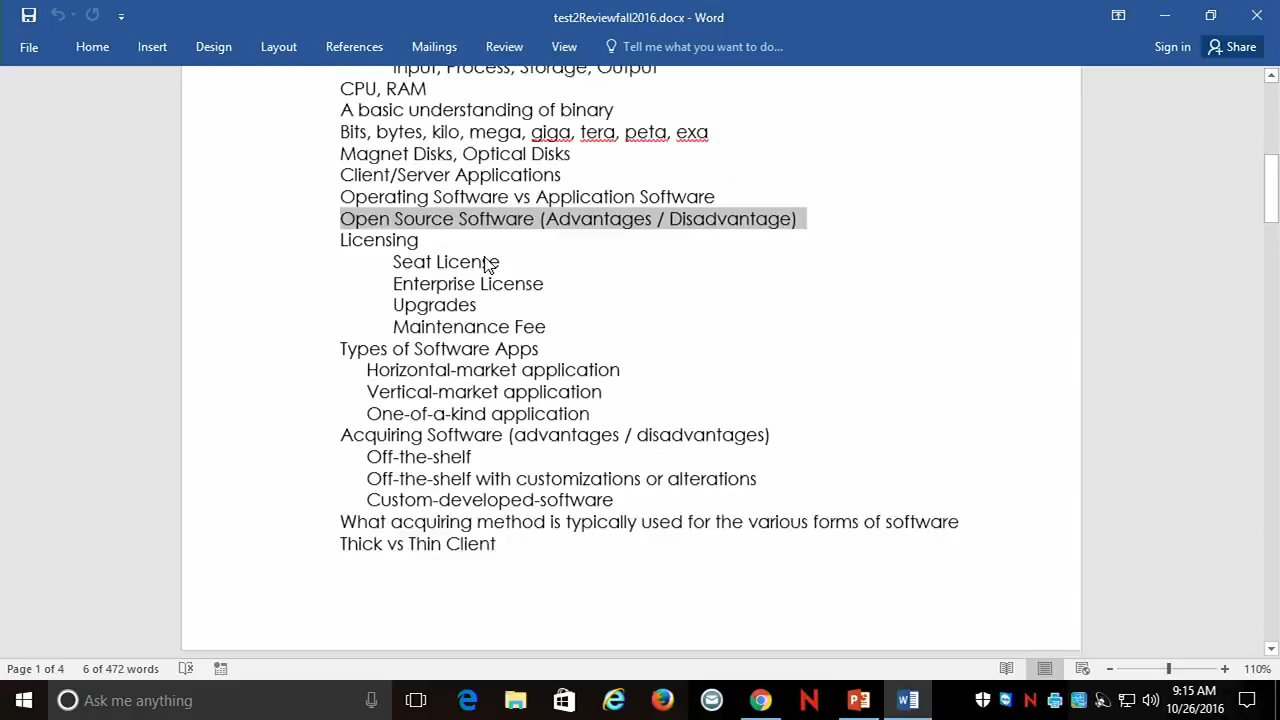 test2Reviewfall2016.docx - Word
File Home Insert Design Layout References Mailings Review View Tell me what you want to do... Sign in Share
Input, Process, Storage, Output
CPU, RAM
A basic understanding of binary
Bits, bytes, kilo, mega, giga, tera, peta, exa
Magnet Disks, Optical Disks
Client/Server Applications
Operating Software vs Application Software
Open Source Software (Advantages / Disadvantage)
Licensing
Seat License
Enterprise License
Upgrades
Maintenance Fee
Types of Software Apps
Horizontal-market application
Vertical-market application
One-of-a-kind application
Acquiring Software (advantages / disadvantages)
Off-the-shelf
Off-the-shelf with customizations or alterations
Custom-developed-software
What acquiring method is typically used for the various forms of software
Thick vs Thin Client
Page 1 of 4 6 of 472 words 110%
Ask me anything 9:15 AM
10/26/2016